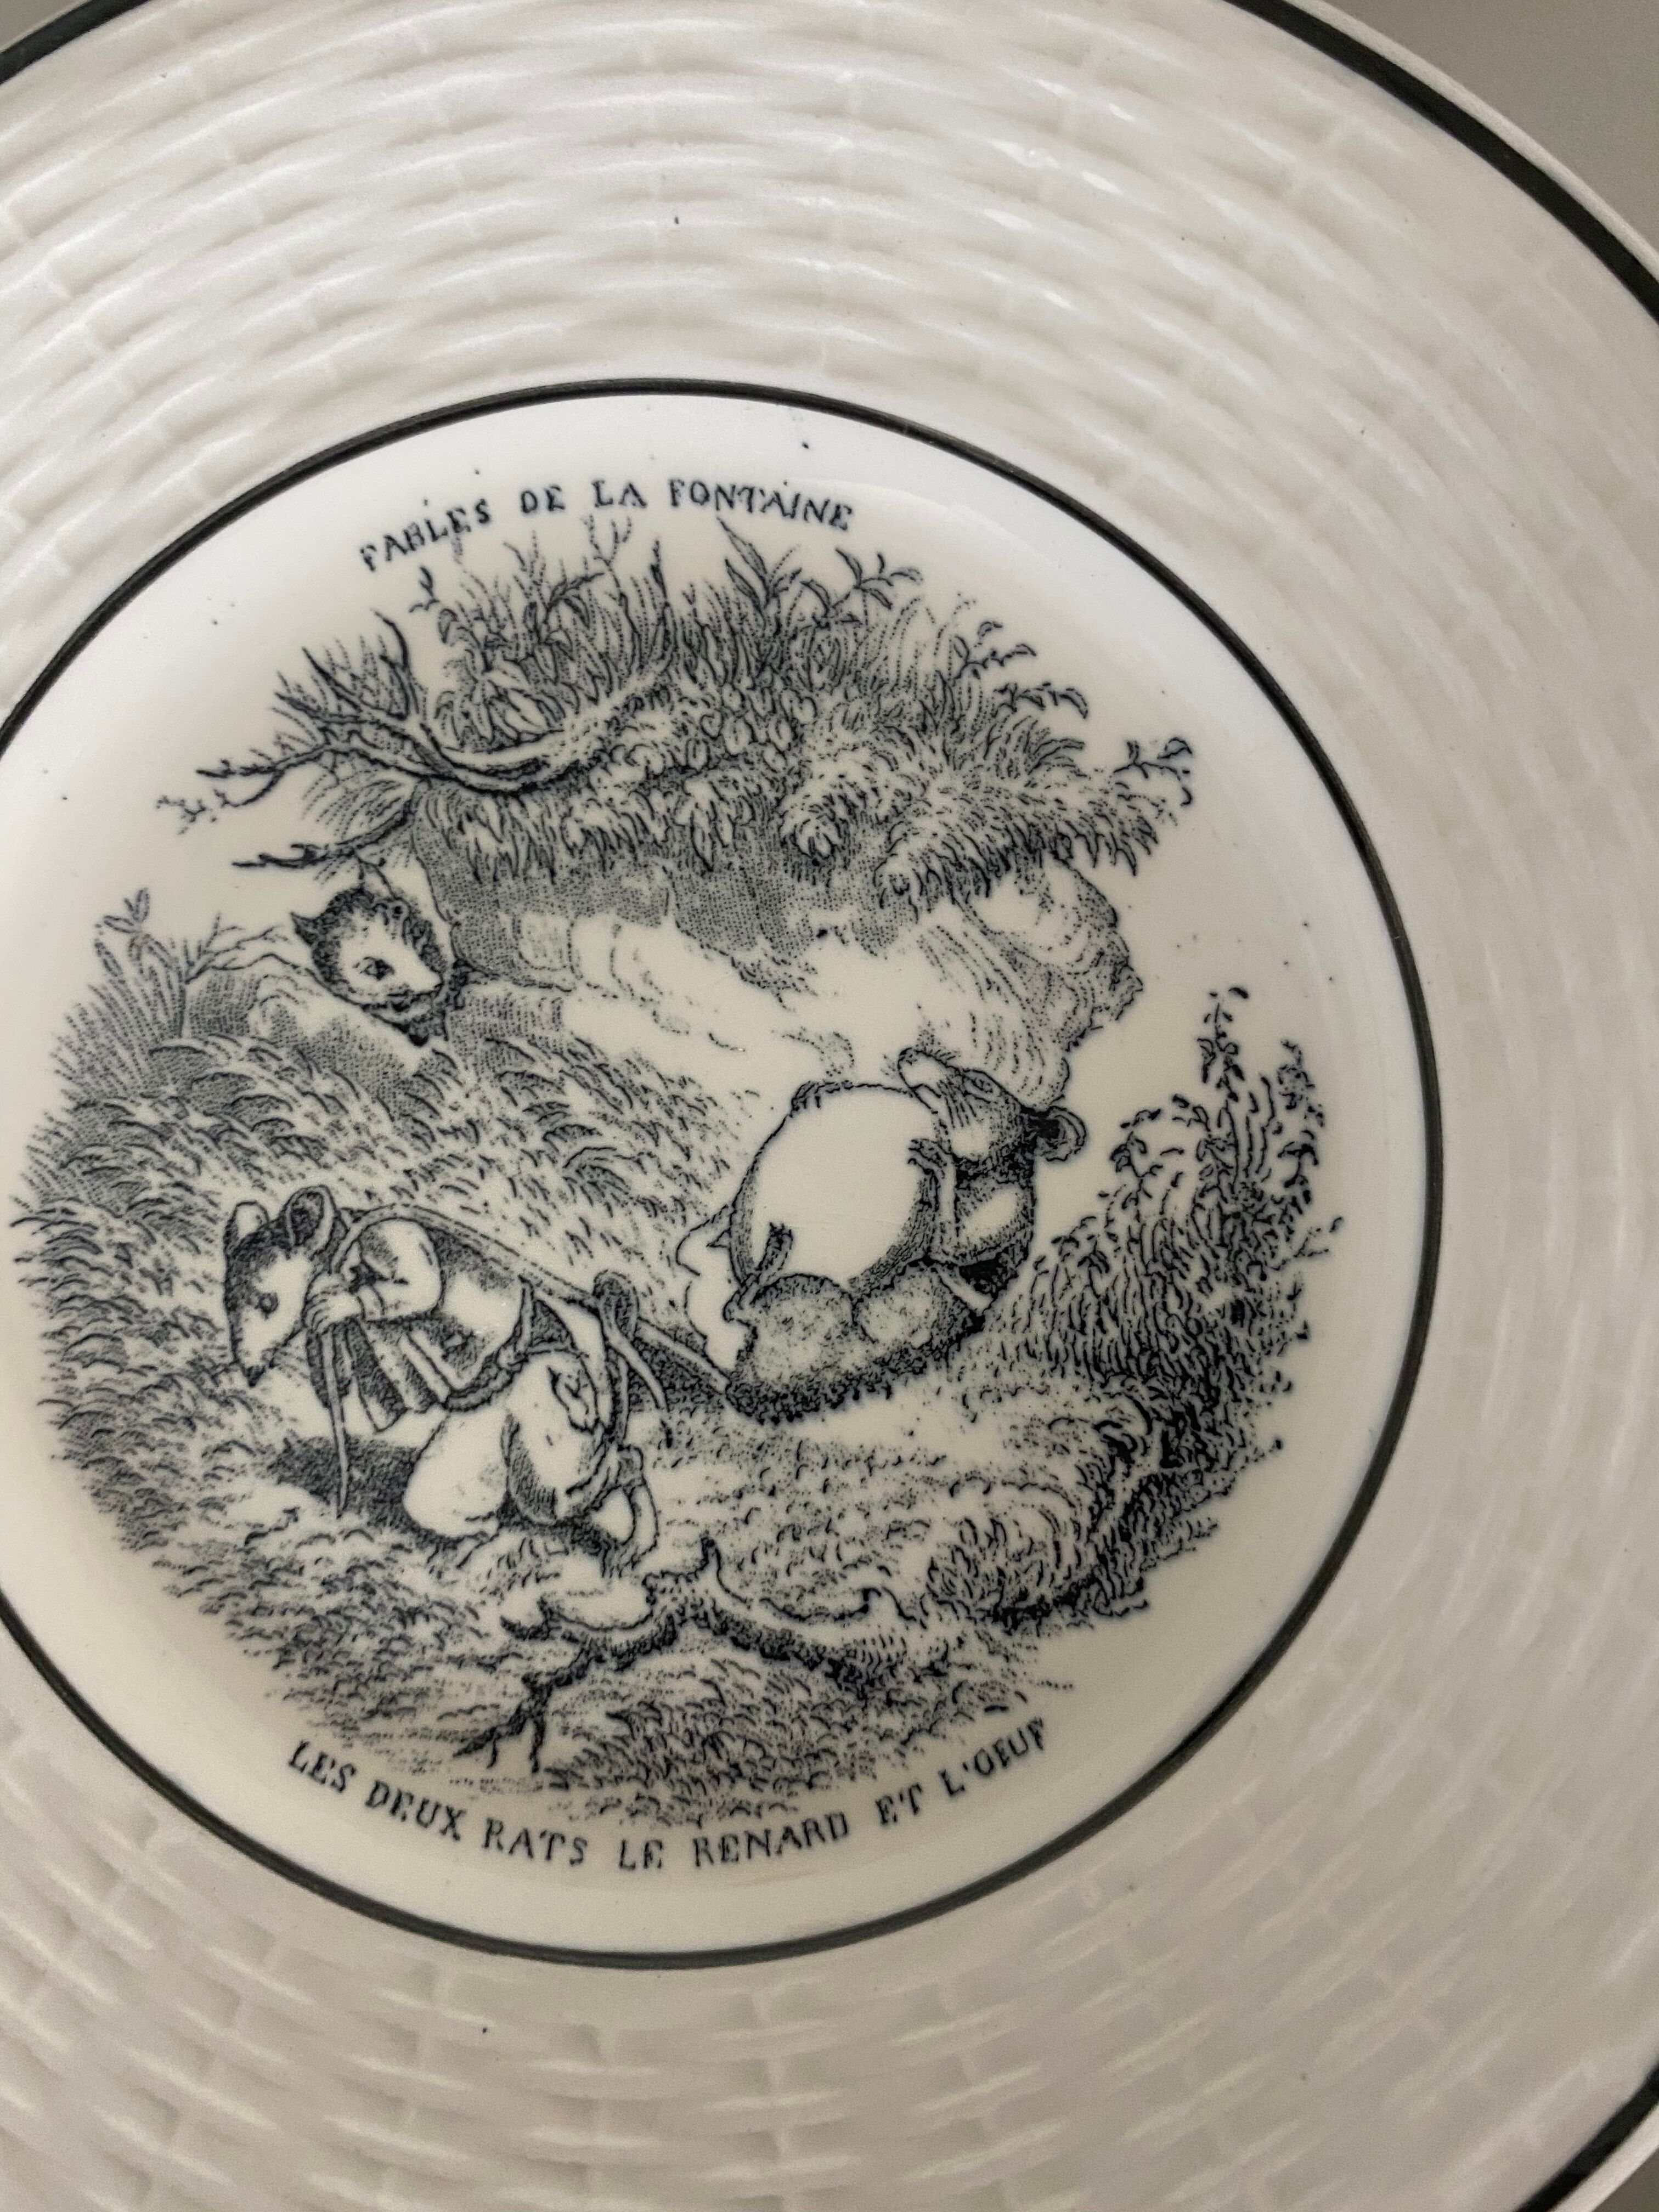 FABLES DE LA FONTAINE
LES DEUX RATS LE RENARD ET L'OEUF